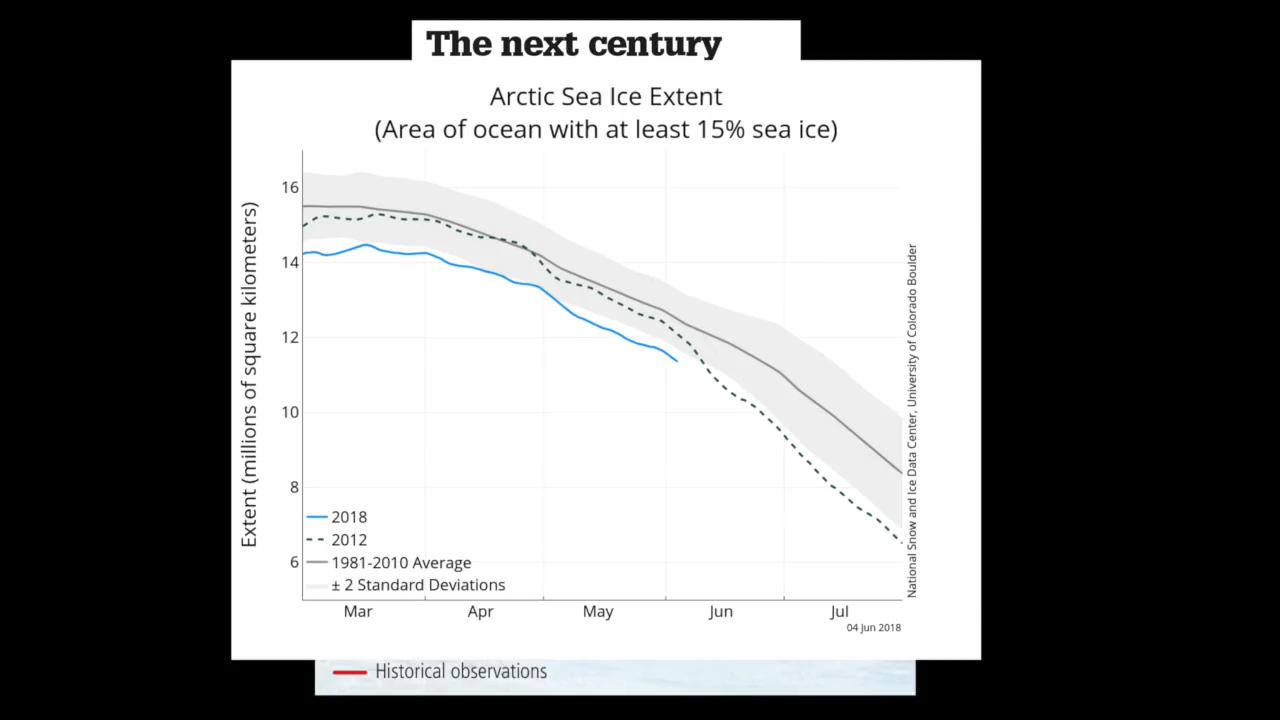 The next century
Arctic Sea Ice Extent
(Area of ocean with at least 15% sea ice)
Extent (millions of square kilometers)
16
14
12
10
8
6
2018
2012
1981-2010 Average
± 2 Standard Deviations
Mar Apr May Jun Jul
04 Jun 2018
National Snow and Ice Data Center, University of Colorado Boulder
Historical observations